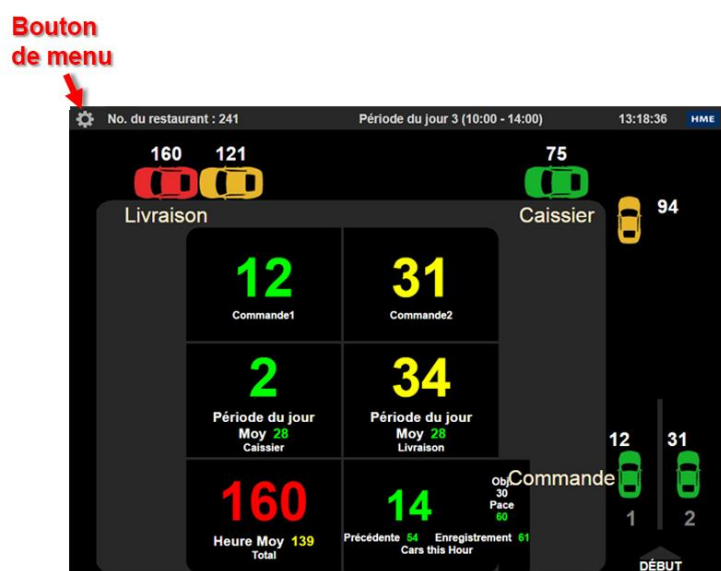 Bouton
de menu
No. du restaurant : 241 Période du jour 3 (10:00 - 14:00) 13:18:36 HME
160 121 75
94
Livraison Caissier
12 31
Commande1 Commande2
2 34
Période du jour Période du jour
Moy 28 Moy 28
Caissier Livraison
12 31
Obj
Commande
30
Pace
60
160 14
1 2
Précédente 54 Enregistrement 61
Heure Moy 139 Cars this Hour
Total
DÉBUT